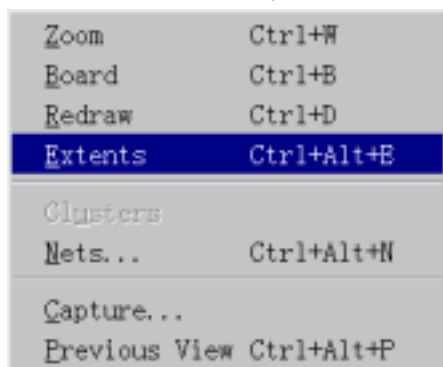 Zoom Ctrl+W
Board Ctrl+B
Redraw Ctrl+D
Extents Ctrl+Alt+E
Clusters
Nets... Ctrl+Alt+N
Capture...
Previous View Ctrl+Alt+P